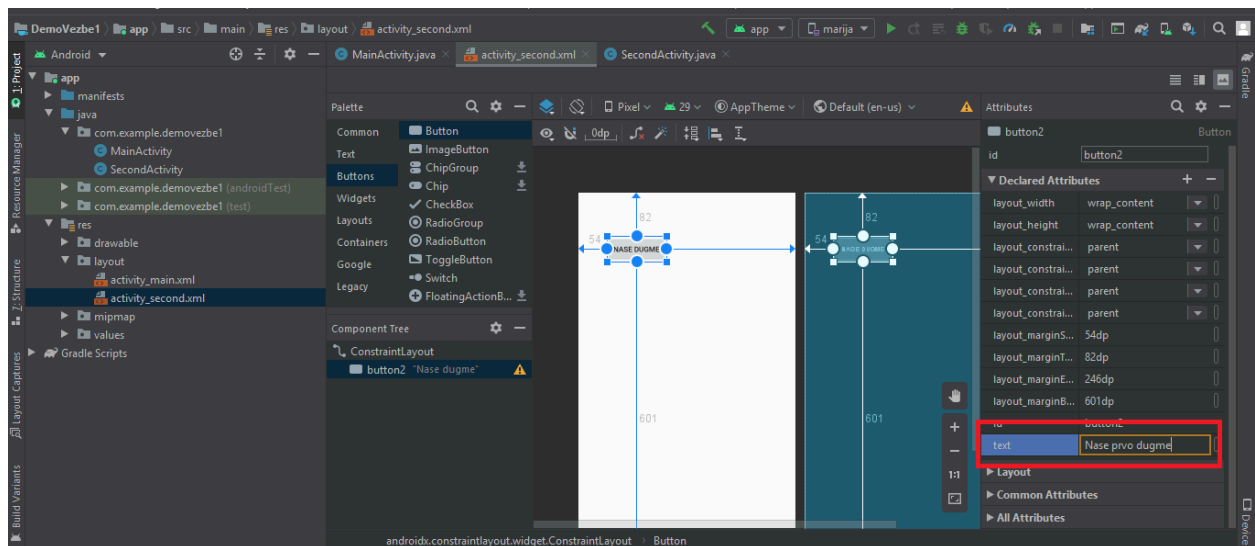 DemoVezbe1 app src main res layout activity_second.xml app marija
1: Project
Android
MainActivity.java activity_second.xml SecondActivity.java
Gradle
app
manifests
java
com.example.demovezbe1
MainActivity
SecondActivity
com.example.demovezbe1 (androidTest)
com.example.demovezbe1 (test)
res
drawable
layout
activity_main.xml
activity_second.xml
mipmap
values
Gradle Scripts
Resource Manager
7: Structure
Layout Captures
Build Variants
Palette
Common
Text
Buttons
Widgets
Layouts
Containers
Google
Legacy
Button
ImageButton
ChipGroup
Chip
CheckBox
RadioGroup
RadioButton
ToggleButton
Switch
FloatingActionB...
Component Tree
ConstraintLayout
button2 "Nase dugme"
Pixel 29 AppTheme Default (en-us)
0dp
82
54
NASE DUGME
601
82
54
NASE DUGME
601
1:1
Attributes
button2 Button
id button2
Declared Attributes
layout_width wrap_content
layout_height wrap_content
layout_constrai... parent
layout_constrai... parent
layout_constrai... parent
layout_constrai... parent
layout_marginS... 54dp
layout_marginT... 82dp
layout_marginE... 246dp
layout_marginB... 601dp
id button2
text Nase prvo dugme
Layout
Common Attributes
All Attributes
Device
androidx.constraintlayout.widget.ConstraintLayout Button